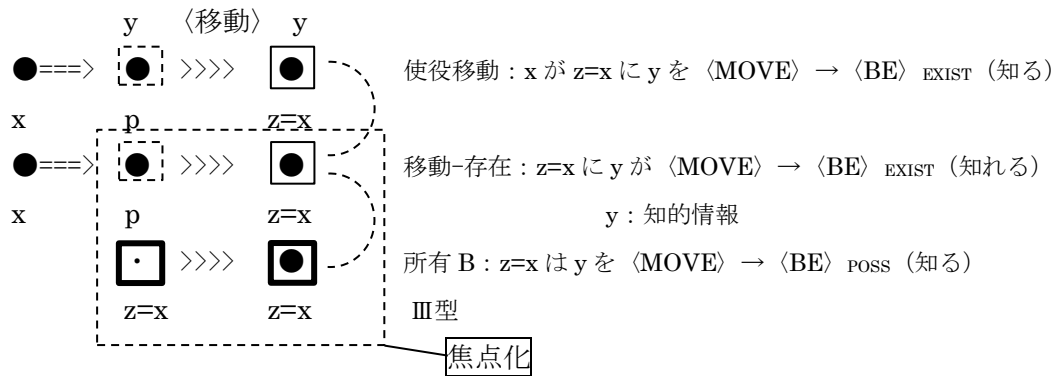 y 〈移動〉 y
●===> ● >>>> ● 使役移動：x が z=x に y を 〈MOVE〉 → 〈BE〉 EXIST（知る）
x p z=x
●===> ● >>>> ● 移動-存在：z=x に y が 〈MOVE〉 → 〈BE〉 EXIST（知れる）
x p z=x y：知的情報
・ >>>> ● 所有 B：z=x は y を 〈MOVE〉 → 〈BE〉 POSS（知る）
z=x z=x Ⅲ型
焦点化